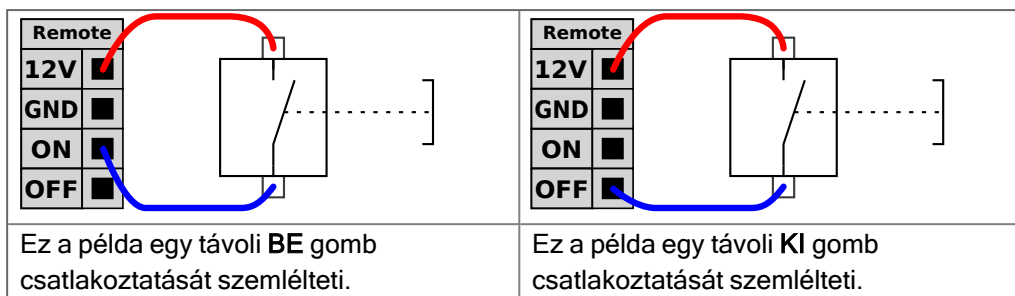 Remote
12V
GND
ON
OFF
Ez a példa egy távoli BE gomb
csatlakoztatását szemlélteti.
Remote
12V
GND
ON
OFF
Ez a példa egy távoli KI gomb
csatlakoztatását szemlélteti.